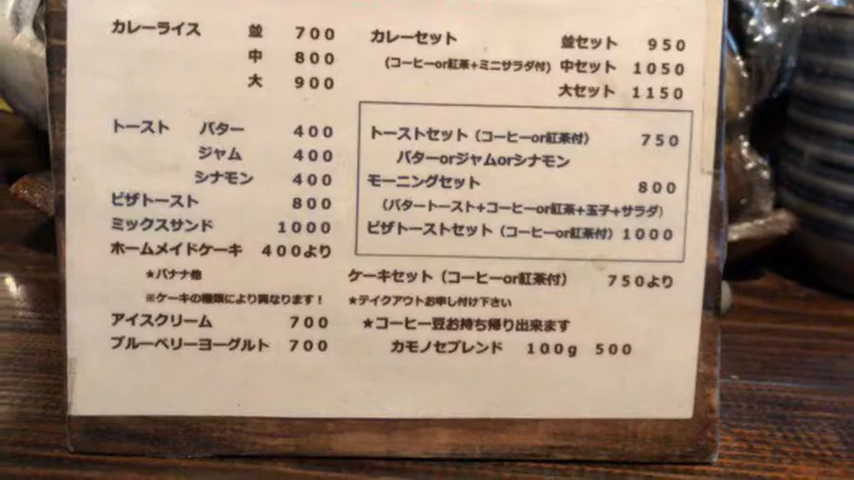 カレーライス 並 700
中 800
大 900
トースト バター 400
ジャム 400
シナモン 400
ピザトースト 800
ミックスサンド 1000
ホームメイドケーキ 400より
★バナナ他
※ケーキの種類により異なります!
アイスクリーム 700
ブルーベリーヨーグルト 700
カレーセット 並セット 950
(コーヒーor紅茶+ミニサラダ付) 中セット 1050
大セット 1150
トーストセット(コーヒーor紅茶付) 750
バターorジャムorシナモン
モーニングセット 800
(バタートースト+コーヒーor紅茶+玉子+サラダ)
ピザトーストセット(コーヒーor紅茶付) 1000
ケーキセット(コーヒーor紅茶付) 750より
★テイクアウトお申し付け下さい
★コーヒー豆お持ち帰り出来ます
カモノセブレンド 100g 500